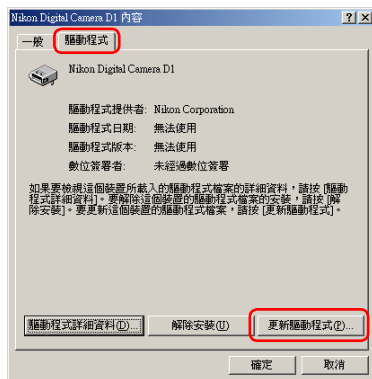 Nikon Digital Camera D1 內容
一般 驅動程式
Nikon Digital Camera D1
驅動程式提供者: Nikon Corporation
驅動程式日期: 無法使用
驅動程式版本: 無法使用
數位簽署者: 未經過數位簽署
如果要檢視這個裝置所載入的驅動程式檔案的詳細資料，請按 [驅動
程式詳細資料]。要解除這個裝置的驅動程式檔案的安裝，請按 [解
除安裝]。要更新這個裝置的驅動程式檔案，請按 [更新驅動程式]。
驅動程式詳細資料(D)... 解除安裝(U) 更新驅動程式(P)...
確定 取消